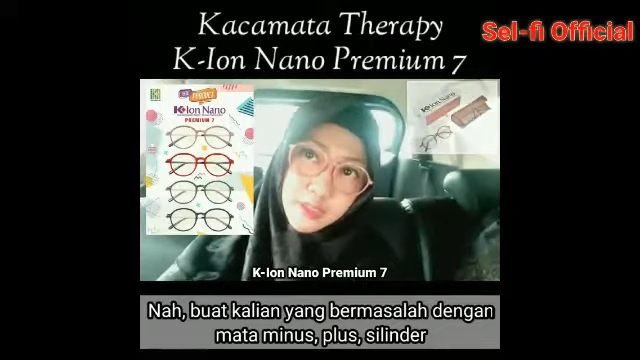 Kacamata Therapy
K-Ion Nano Premium 7
Sel-fi Official
K-Ion Nano
PREMIUM 7
K-Ion Nano
K-Ion Nano Premium 7
Nah, buat kalian yang bermasalah dengan
mata minus, plus, silinder